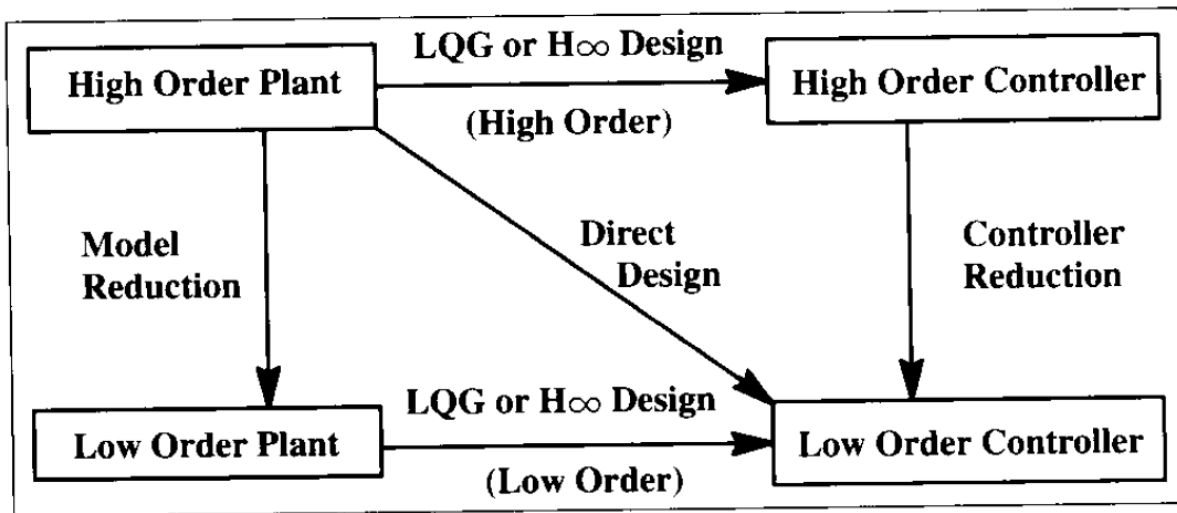 LQG or H∞ Design
High Order Plant
High Order Controller
(High Order)
Model
Reduction
Direct
Design
Controller
Reduction
LQG or H∞ Design
Low Order Plant
Low Order Controller
(Low Order)